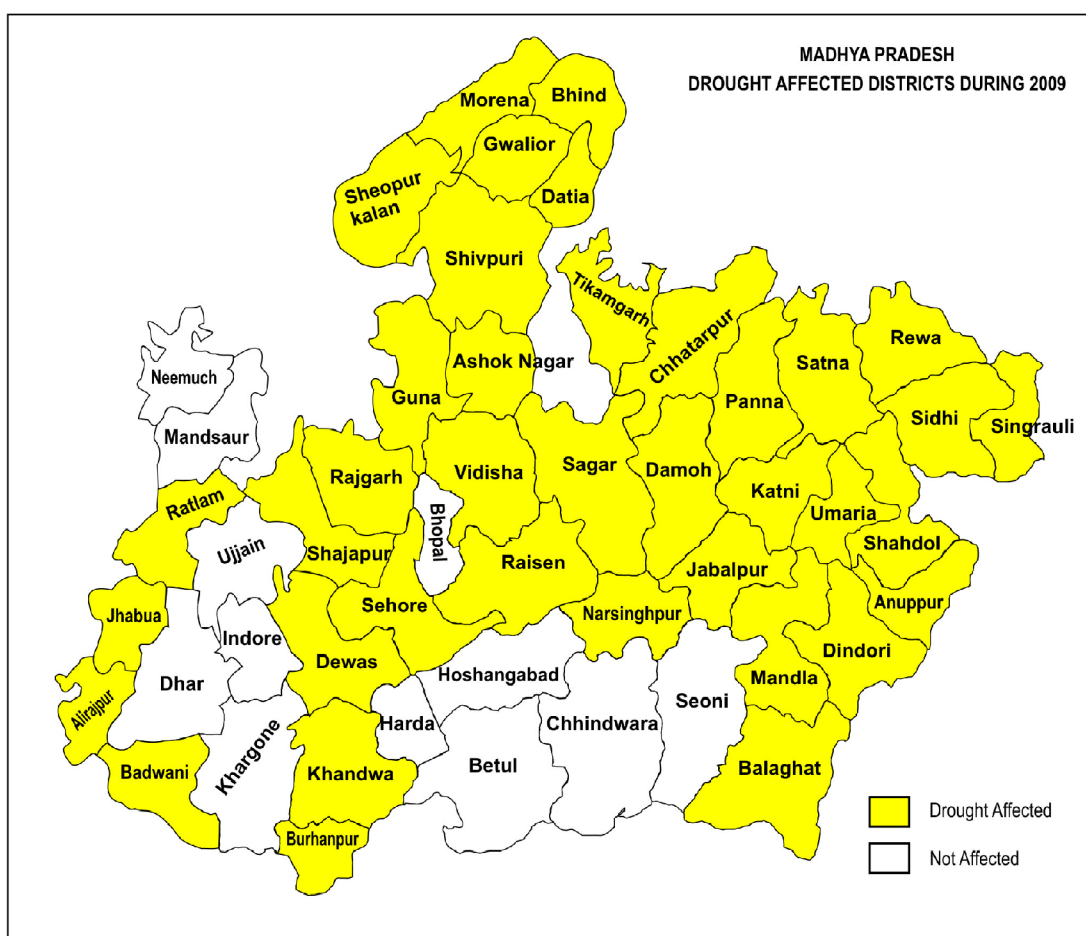 MADHYA PRADESH
DROUGHT AFFECTED DISTRICTS DURING 2009
Morena
Bhind
Gwalior
Sheopur
kalan
Datia
Shivpuri
Tikamgarh
Chhatarpur
Ashok Nagar
Guna
Panna
Satna
Rewa
Sidhi
Singrauli
Neemuch
Mandsaur
Ratlam
Rajgarh
Vidisha
Sagar
Damoh
Katni
Umaria
Bhopal
Ujjain
Shajapur
Raisen
Jabalpur
Shahdol
Anuppur
Sehore
Narsinghpur
Jhabua
Indore
Dewas
Dindori
Hoshangabad
Mandla
Dhar
Alirajpur
Seoni
Harda
Chhindwara
Khargone
Badwani
Khandwa
Betul
Balaghat
Burhanpur
Drought Affected
Not Affected